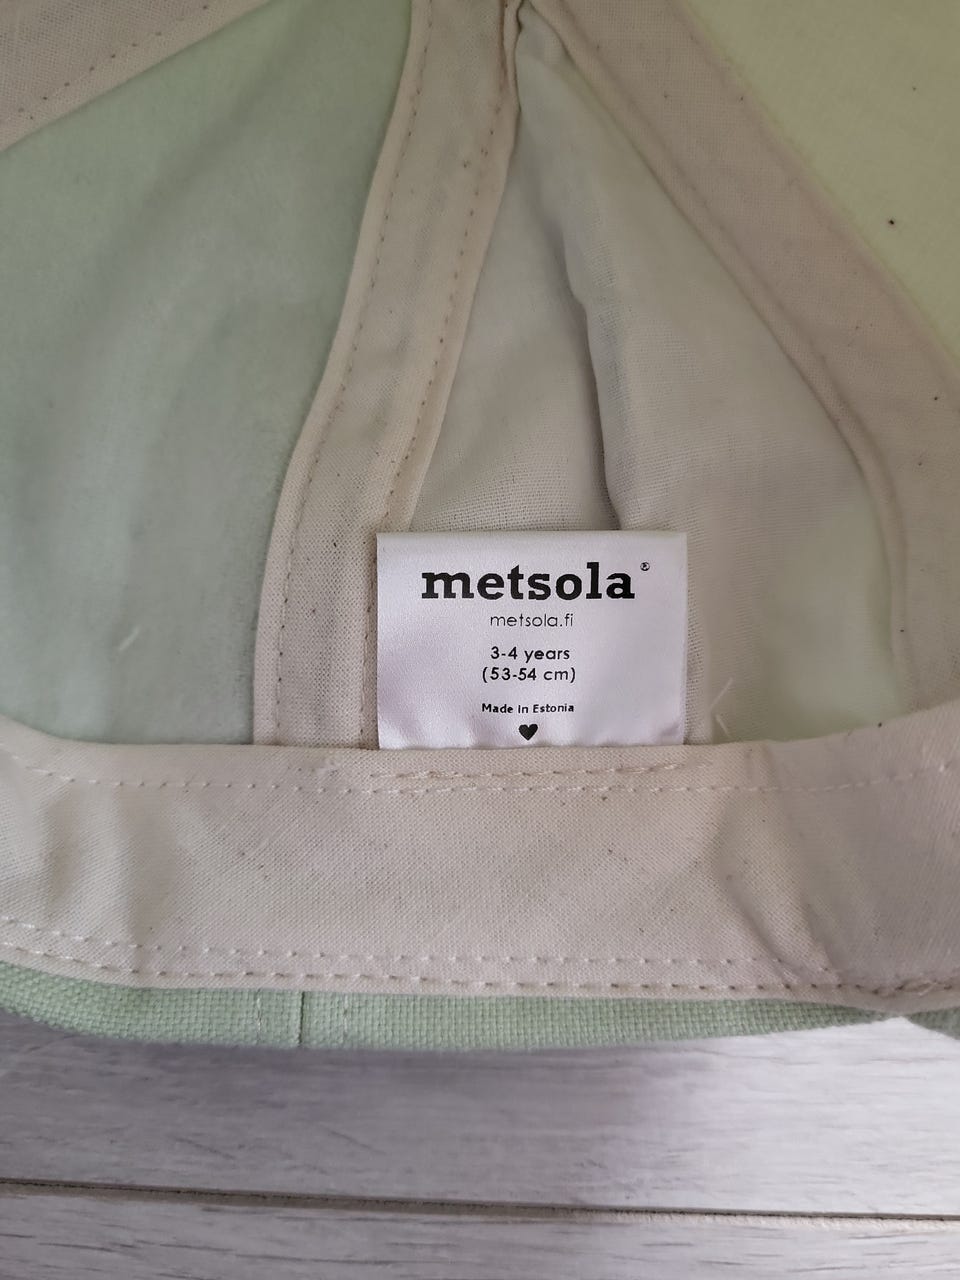 metsola®
metsola.fi
3-4 years
(53-54 cm)
Made in Estonia